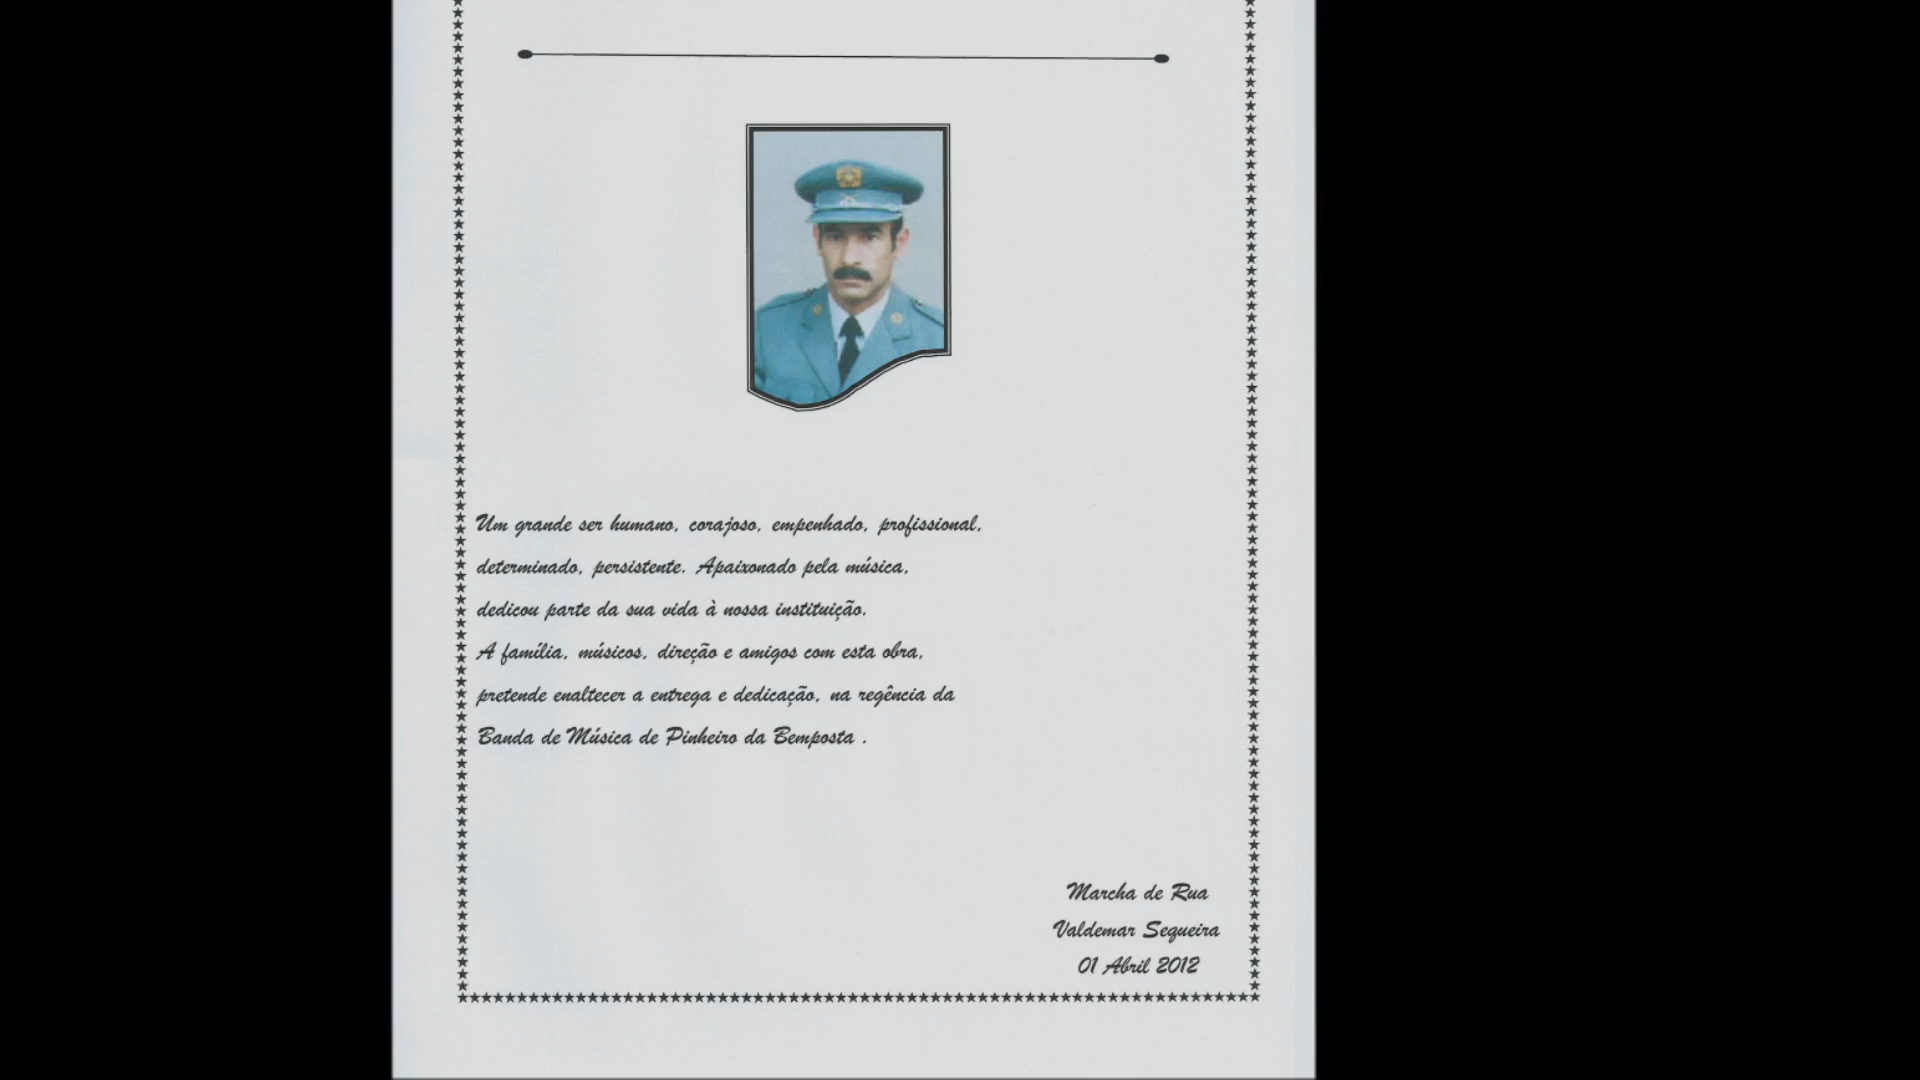 Um grande ser humano, corajoso, empenhado, profissional,
determinado, persistente. Apaixonado pela música,
dedicou parte da sua vida à nossa instituição.
A família, músicos, direção e amigos com esta obra,
pretende enaltecer a entrega e dedicação, na regência da
Banda de Música de Pinheiro da Bemposta .
Marcha de Rua
Valdemar Sequeira
01 Abril 2012